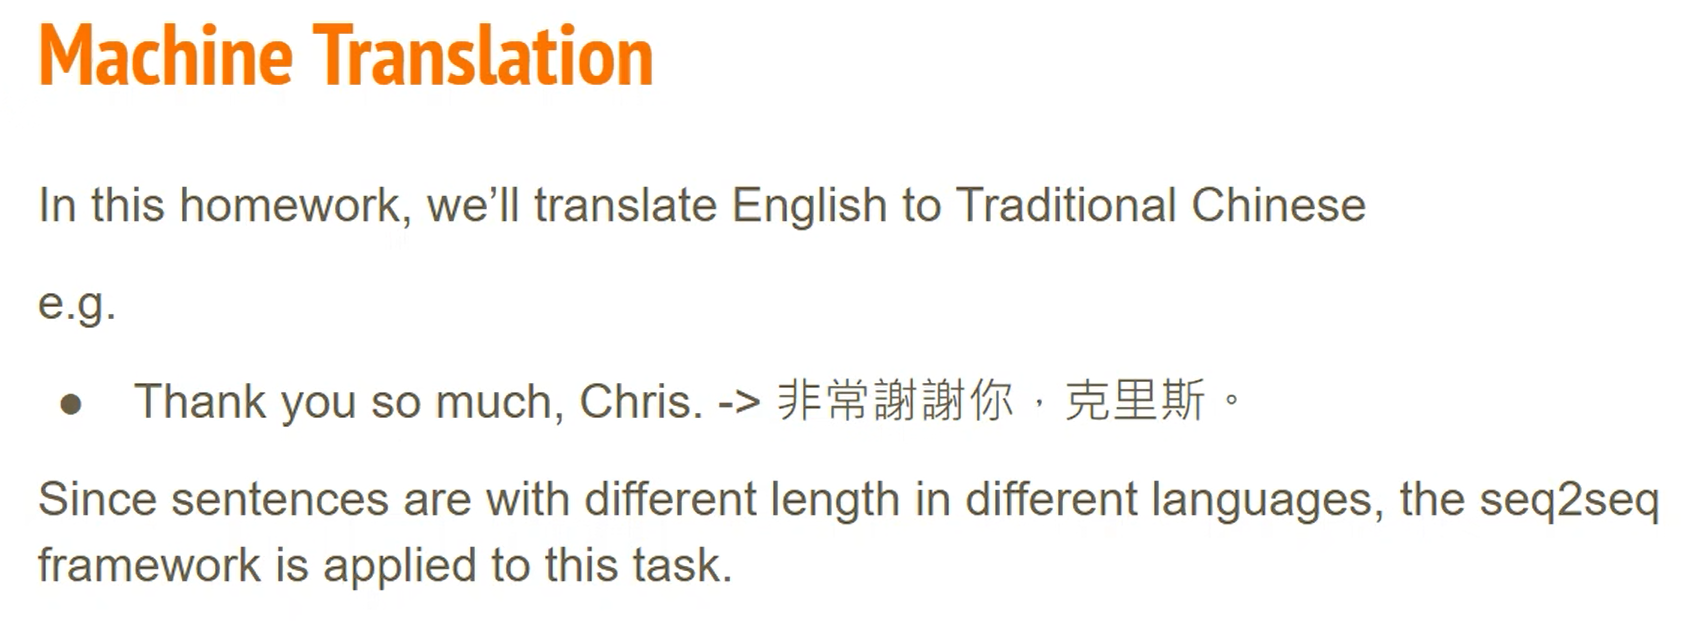 Machine Translation
In this homework, we’ll translate English to Traditional Chinese
e.g.
● Thank you so much, Chris. -> 非常謝謝你，克里斯。
Since sentences are with different length in different languages, the seq2seq
framework is applied to this task.